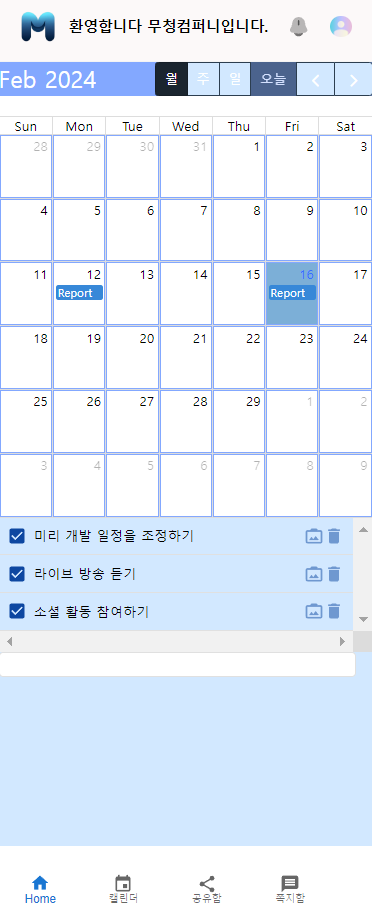 환영합니다 무청컴퍼니입니다.
Feb 2024 월 주 일 오늘
Sun Mon Tue Wed Thu Fri Sat
28 29 30 31 1 2 3
4 5 6 7 8 9 10
11 12 13 14 15 16 17
Report Report
18 19 20 21 22 23 24
25 26 27 28 29 1 2
3 4 5 6 7 8 9
미리 개발 일정을 조정하기
라이브 방송 듣기
소셜 활동 참여하기
Home 캘린더 공유함 쪽지함